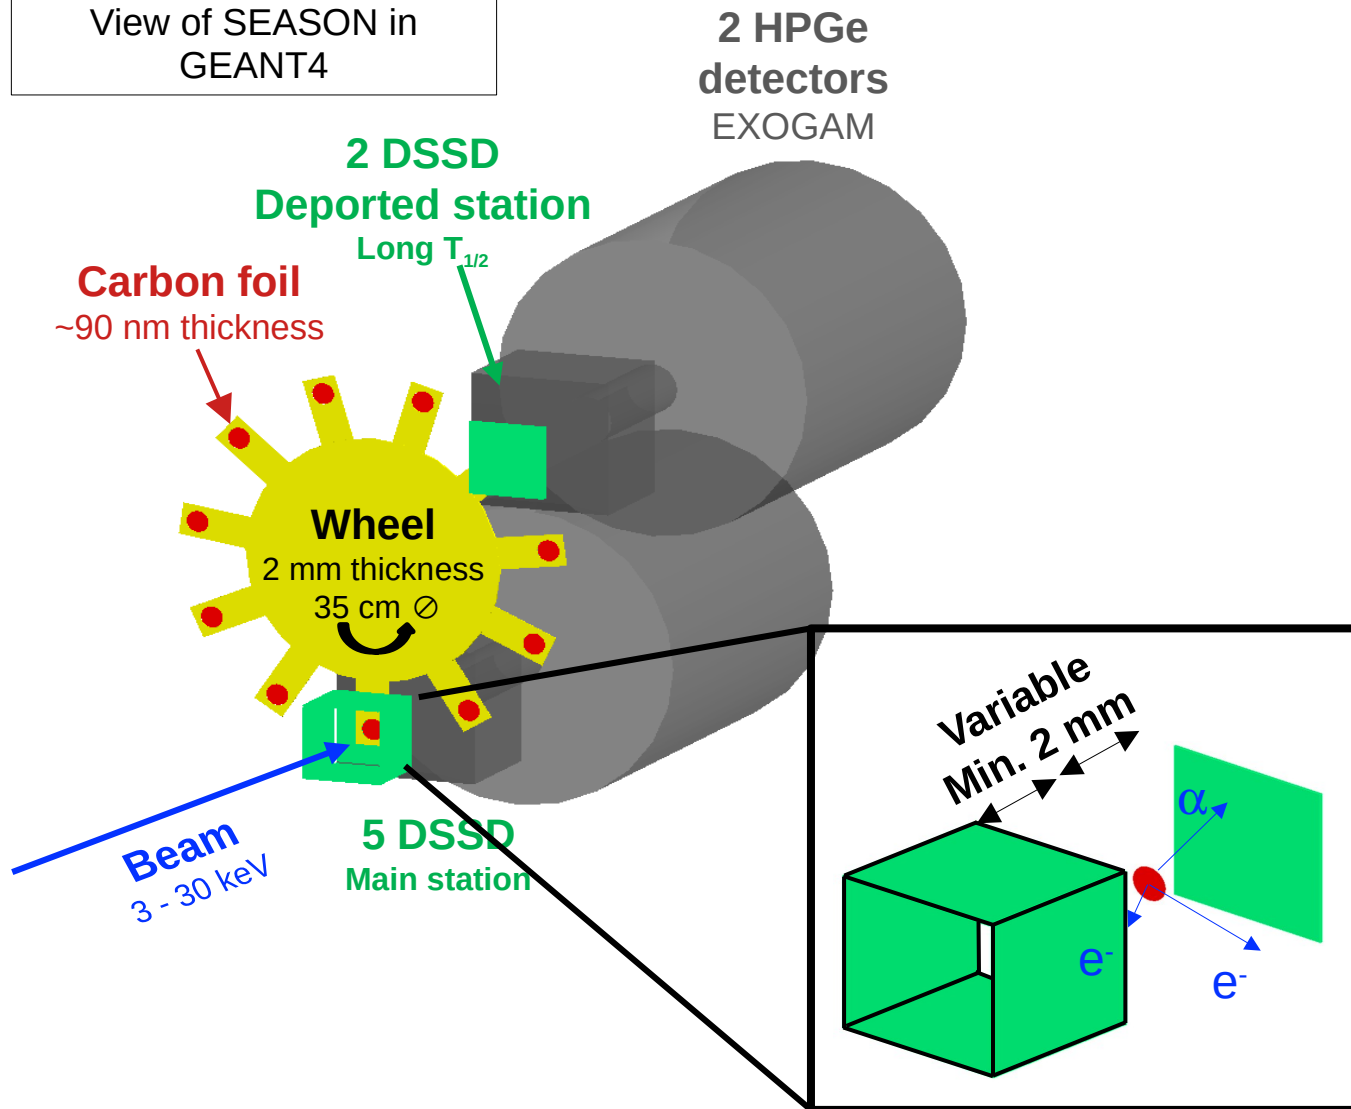 View of SEASON in
GEANT4
2 HPGe
detectors
EXOGAM
2 DSSD
Deported station
Long T1/2
Carbon foil
~90 nm thickness
Wheel
2 mm thickness
35 cm ∅
Beam
3 - 30 keV
5 DSSD
Main station
Variable
Min. 2 mm
α
e-
e-